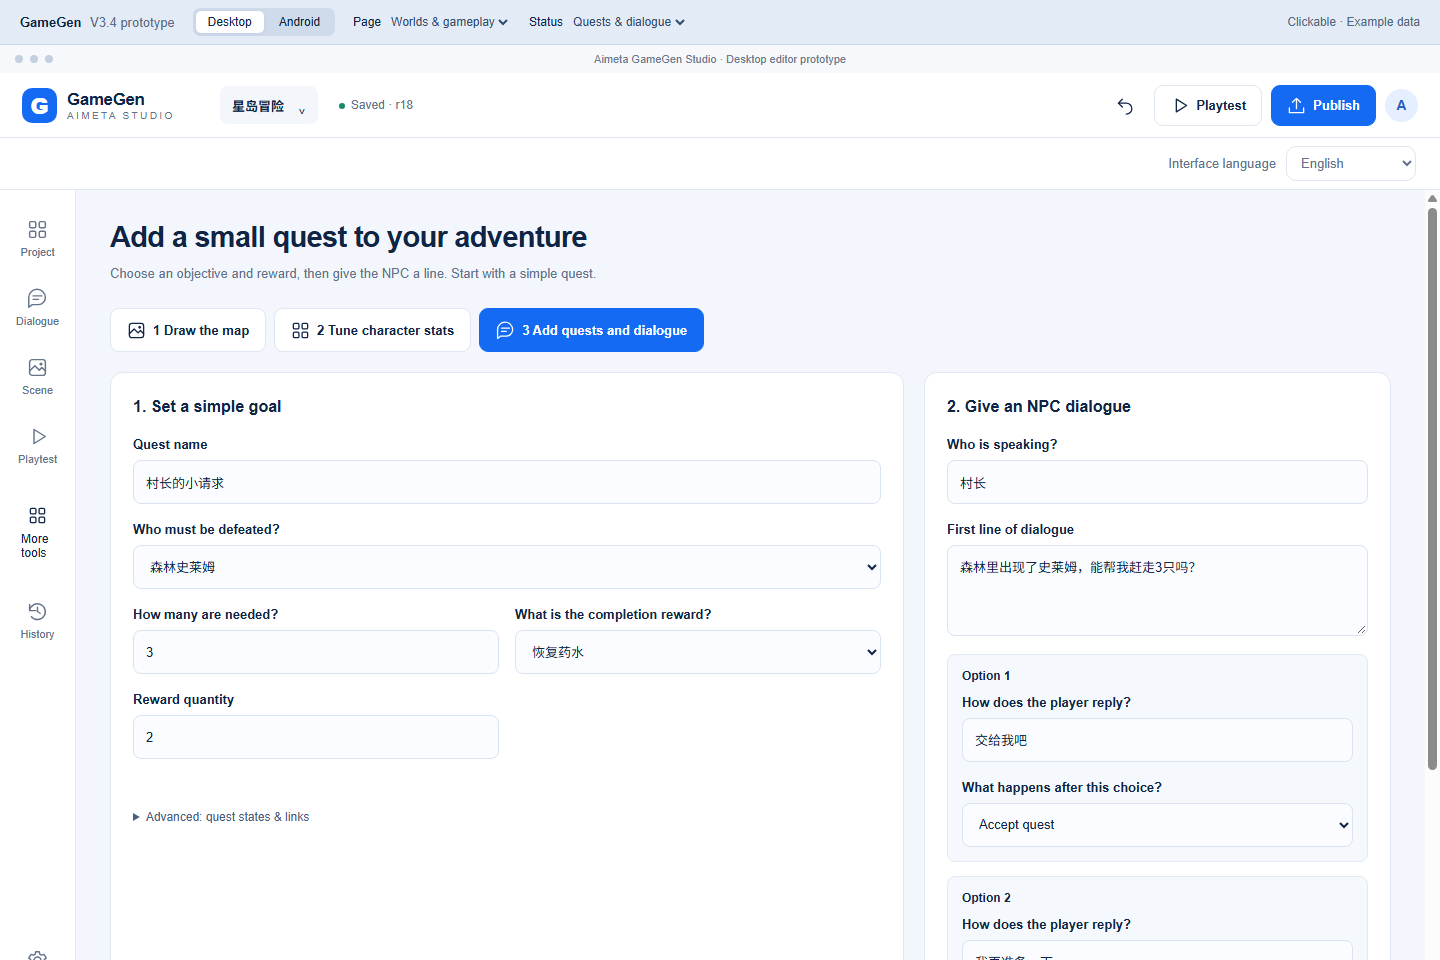 GameGen V3.4 prototype Desktop Android Page Worlds & gameplay Status Quests & dialogue Clickable · Example data
Aimeta GameGen Studio · Desktop editor prototype
G GameGen
AIMETA STUDIO
星岛冒险
Saved · r18
Playtest
Publish
A
Interface language English
Project
Dialogue
Scene
Playtest
More
tools
History
Add a small quest to your adventure
Choose an objective and reward, then give the NPC a line. Start with a simple quest.
1 Draw the map
2 Tune character stats
3 Add quests and dialogue
1. Set a simple goal
Quest name
村长的小请求
Who must be defeated?
森林史莱姆
How many are needed?
3
What is the completion reward?
恢复药水
Reward quantity
2
Advanced: quest states & links
2. Give an NPC dialogue
Who is speaking?
村长
First line of dialogue
森林里出现了史莱姆，能帮我赶走3只吗？
Option 1
How does the player reply?
交给我吧
What happens after this choice?
Accept quest
Option 2
How does the player reply?